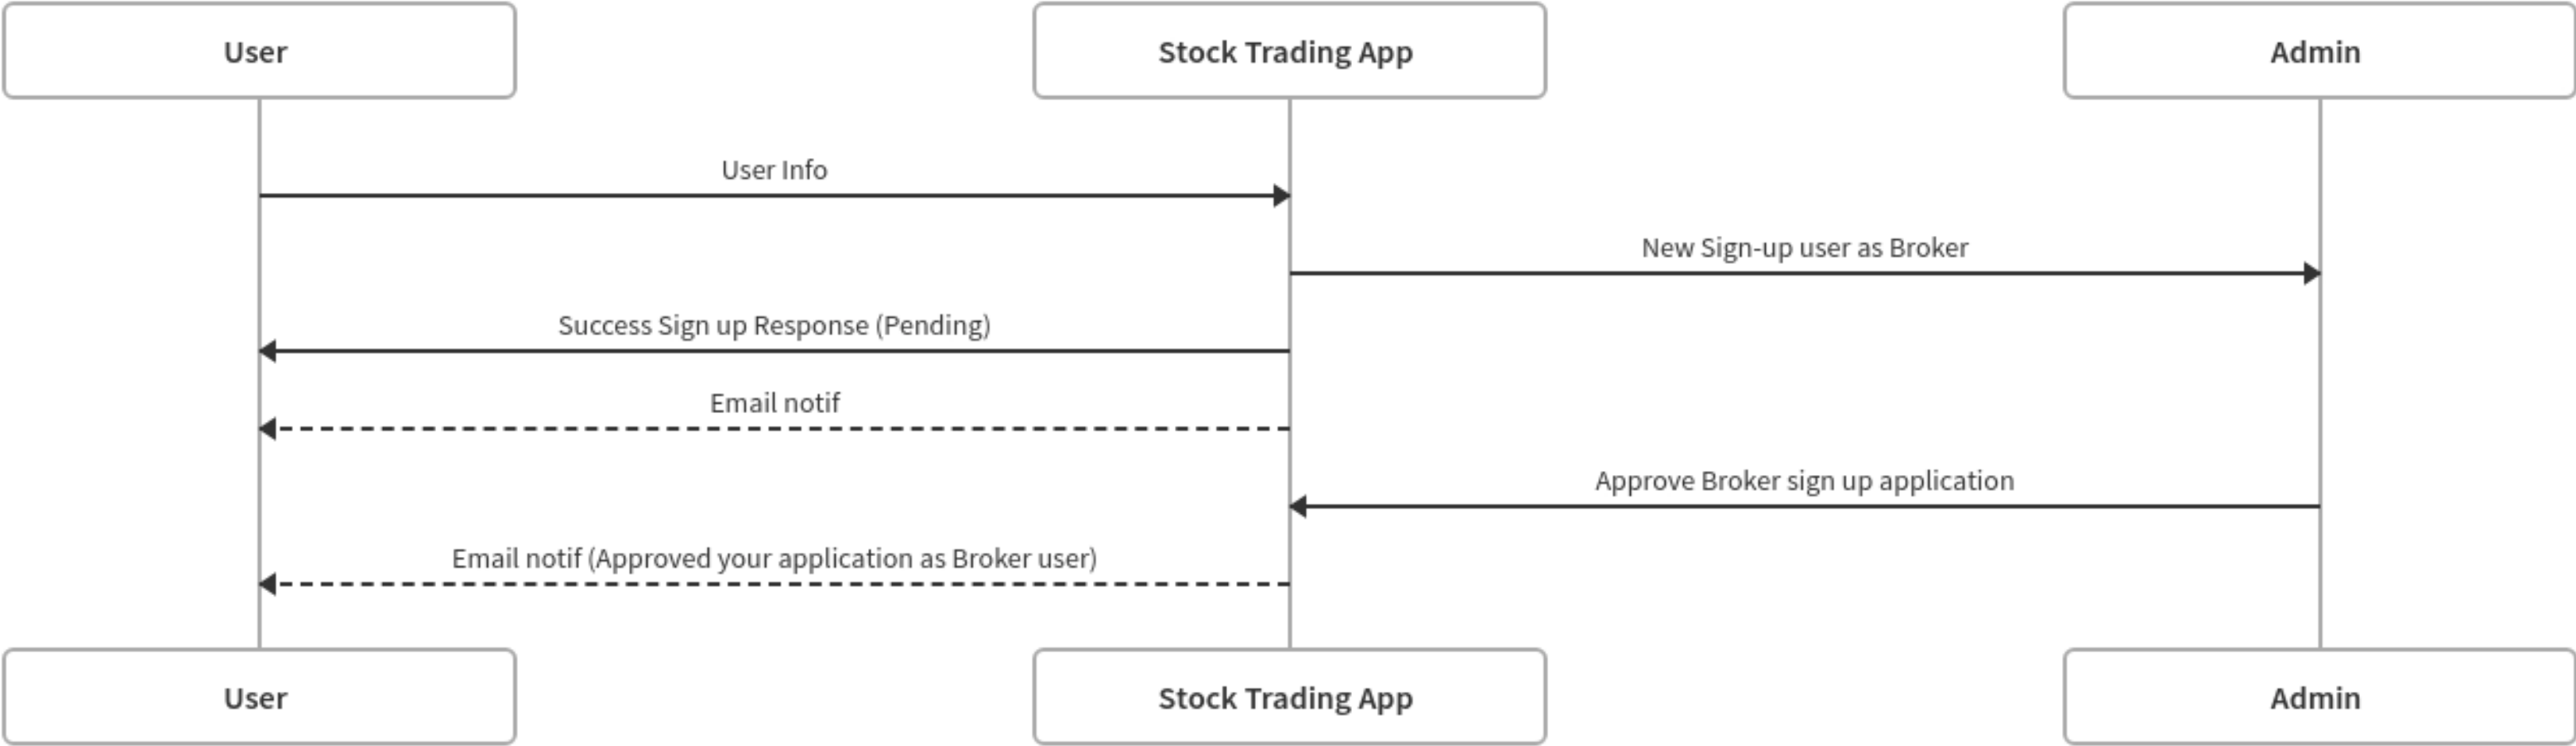 User
Stock Trading App
Admin
User Info
New Sign-up user as Broker
Success Sign up Response (Pending)
Email notif
Approve Broker sign up application
Email notif (Approved your application as Broker user)
User
Stock Trading App
Admin